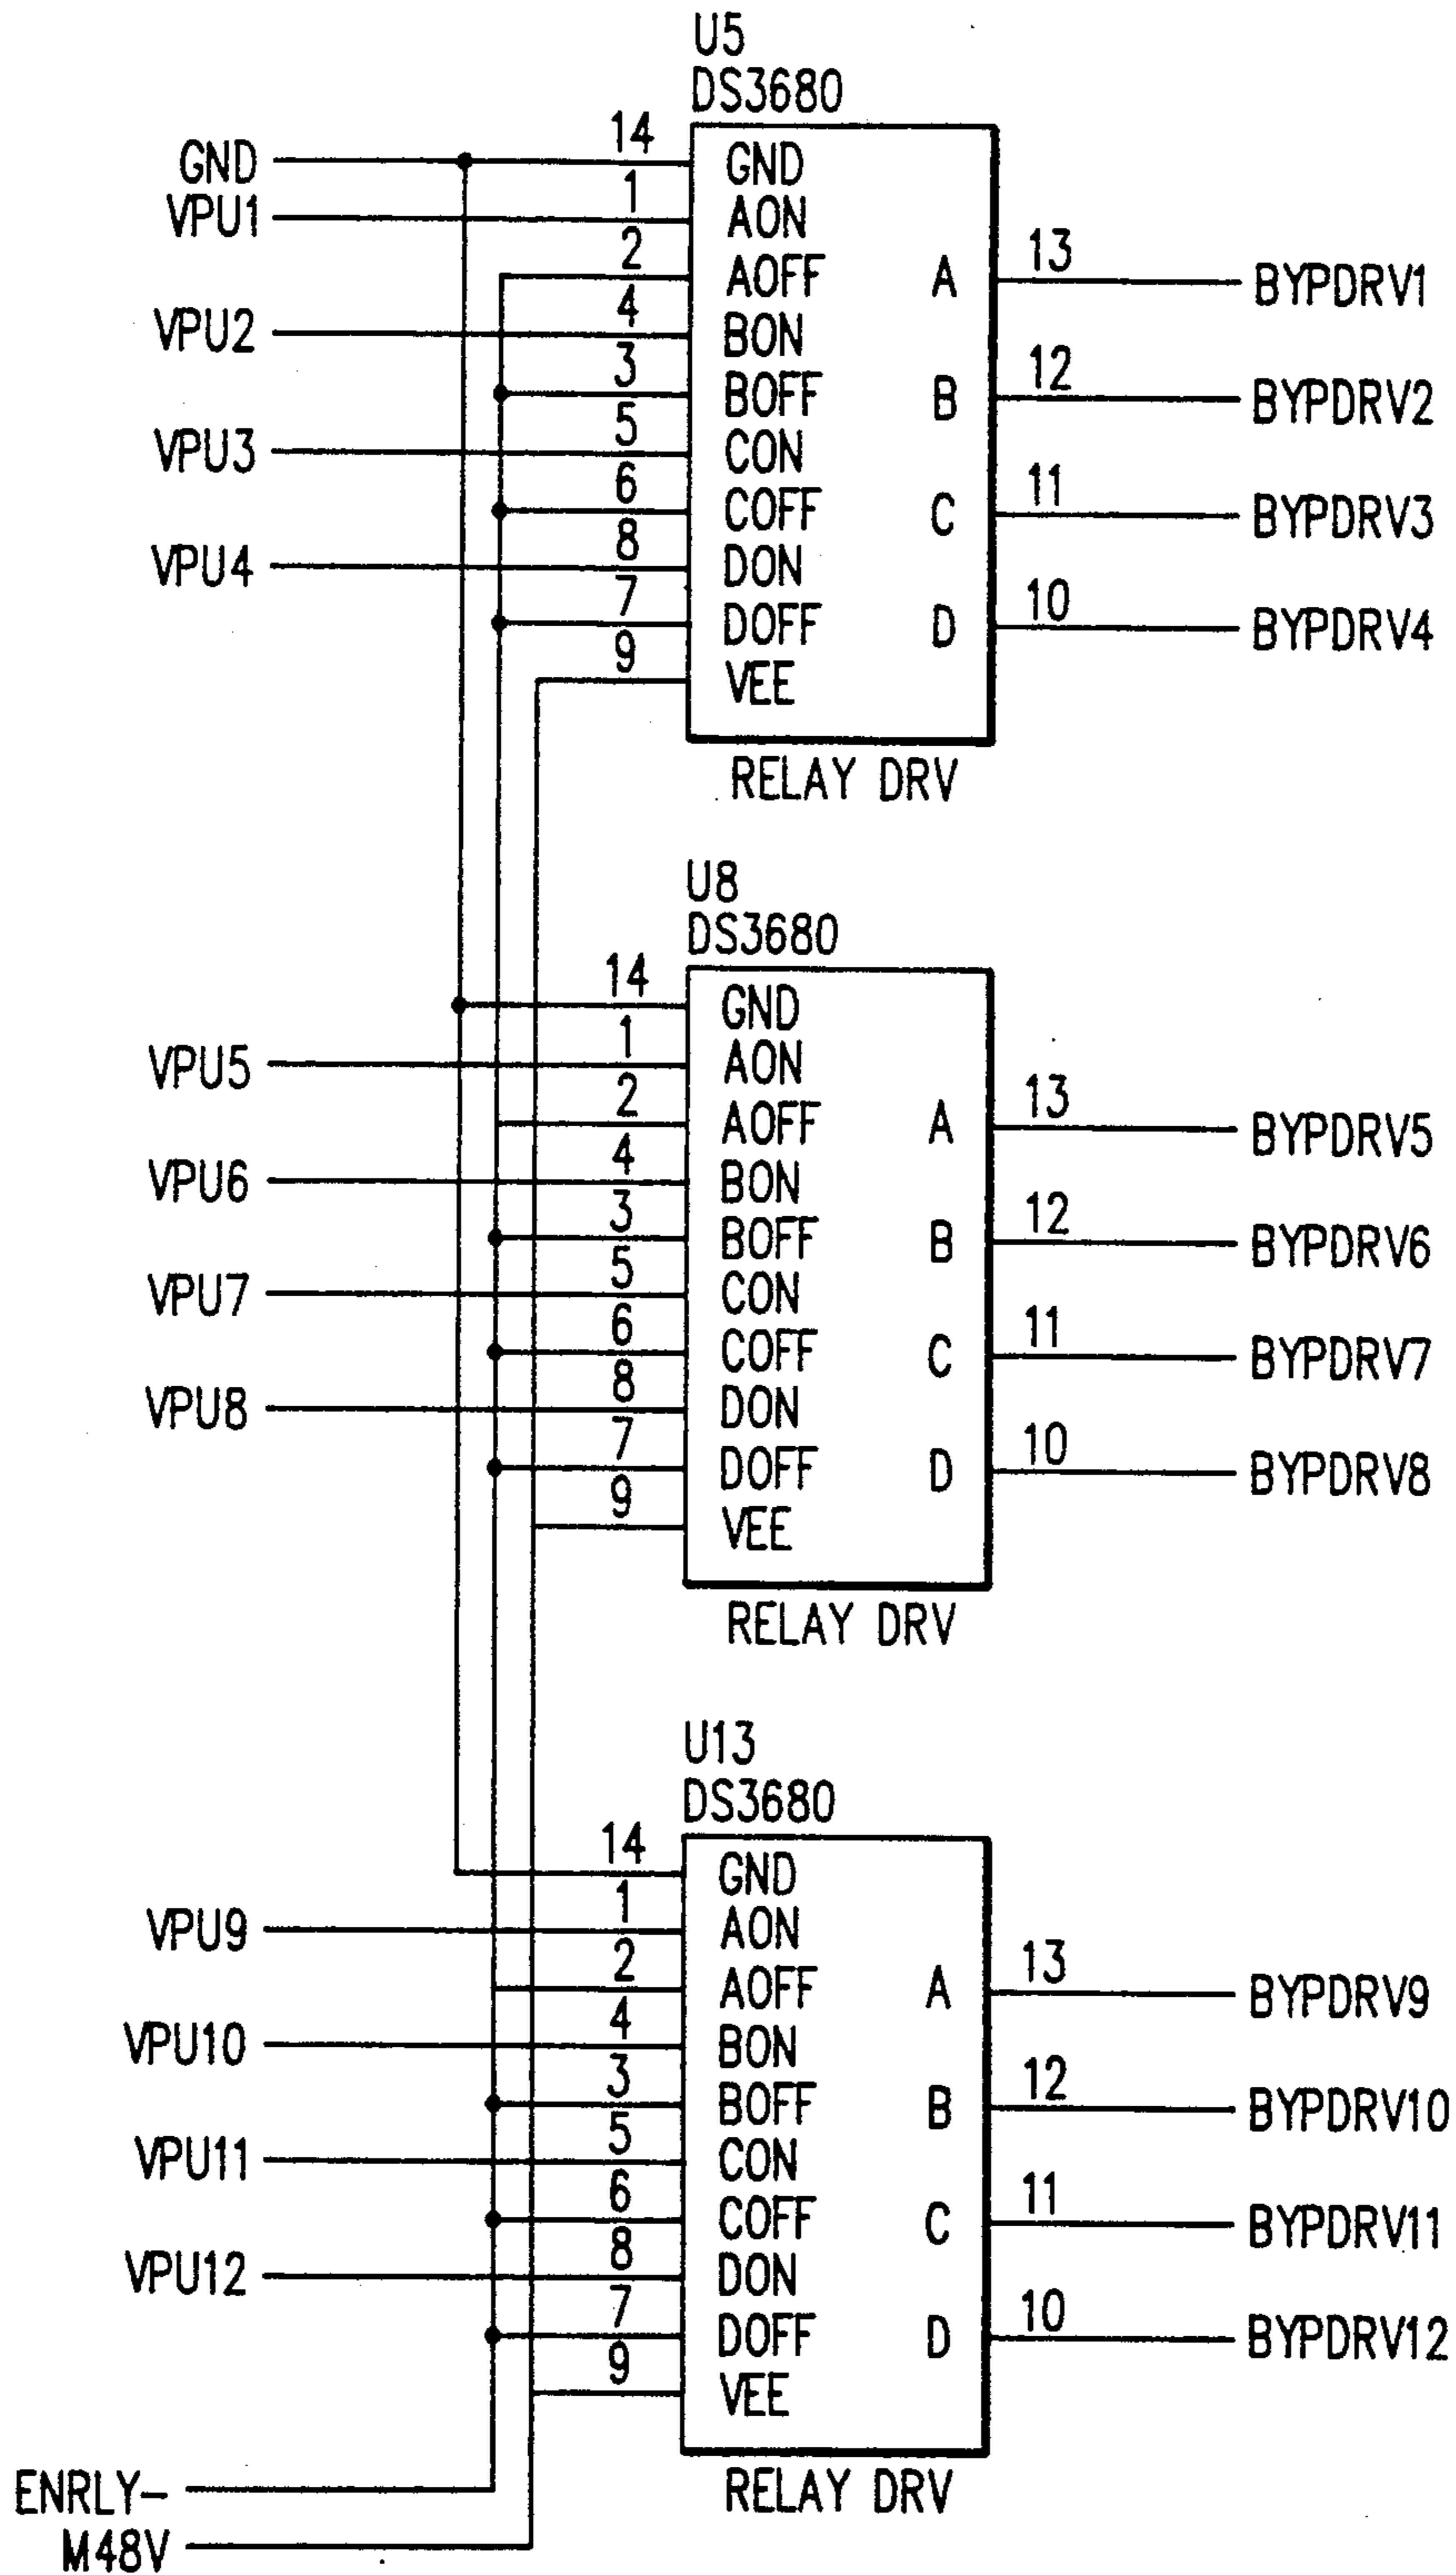 U5
DS3680
GND 14 GND
VPU1 1 AON
2 AOFF A 13 BYPDRV1
VPU2 4 BON
3 BOFF B 12 BYPDRV2
VPU3 5 CON
6 COFF C 11 BYPDRV3
VPU4 8 DON
7 DOFF D 10 BYPDRV4
9 VEE
RELAY DRV
U8
DS3680
14 GND
VPU5 1 AON
2 AOFF A 13 BYPDRV5
VPU6 4 BON
3 BOFF B 12 BYPDRV6
VPU7 5 CON
6 COFF C 11 BYPDRV7
VPU8 8 DON
7 DOFF D 10 BYPDRV8
9 VEE
RELAY DRV
U13
DS3680
14 GND
VPU9 1 AON
2 AOFF A 13 BYPDRV9
VPU10 4 BON
3 BOFF B 12 BYPDRV10
VPU11 5 CON
6 COFF C 11 BYPDRV11
VPU12 8 DON
7 DOFF D 10 BYPDRV12
9 VEE
RELAY DRV
ENRLY-
M48V